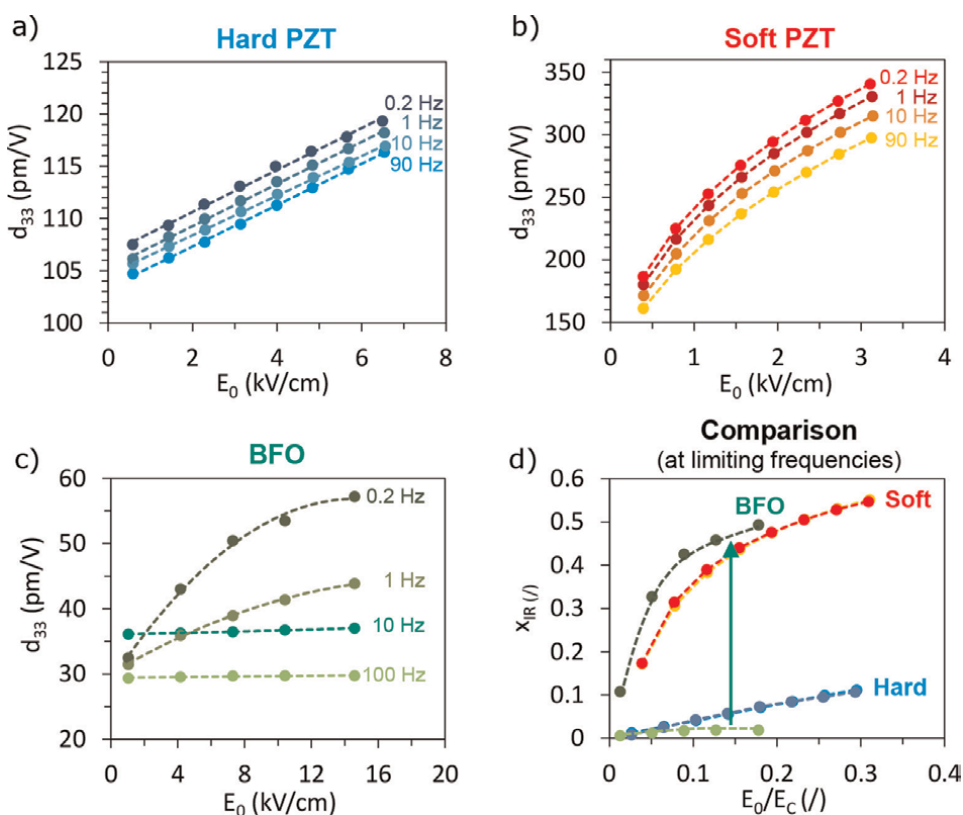 a)
Hard PZT
125
120
115
110
105
100
d33 (pm/V)
0.2 Hz
1 Hz
10 Hz
90 Hz
0 2 4 6 8
E0 (kV/cm)
b)
Soft PZT
350
300
250
200
150
d33 (pm/V)
0.2 Hz
1 Hz
10 Hz
90 Hz
0 1 2 3 4
E0 (kV/cm)
c)
BFO
60
50
40
30
20
d33 (pm/V)
0.2 Hz
1 Hz
10 Hz
100 Hz
0 4 8 12 16 20
E0 (kV/cm)
d)
Comparison
(at limiting frequencies)
0.6
0.5
0.4
0.3
0.2
0.1
0
xIR (/)
BFO
Soft
Hard
0 0.1 0.2 0.3 0.4
E0/EC (/)